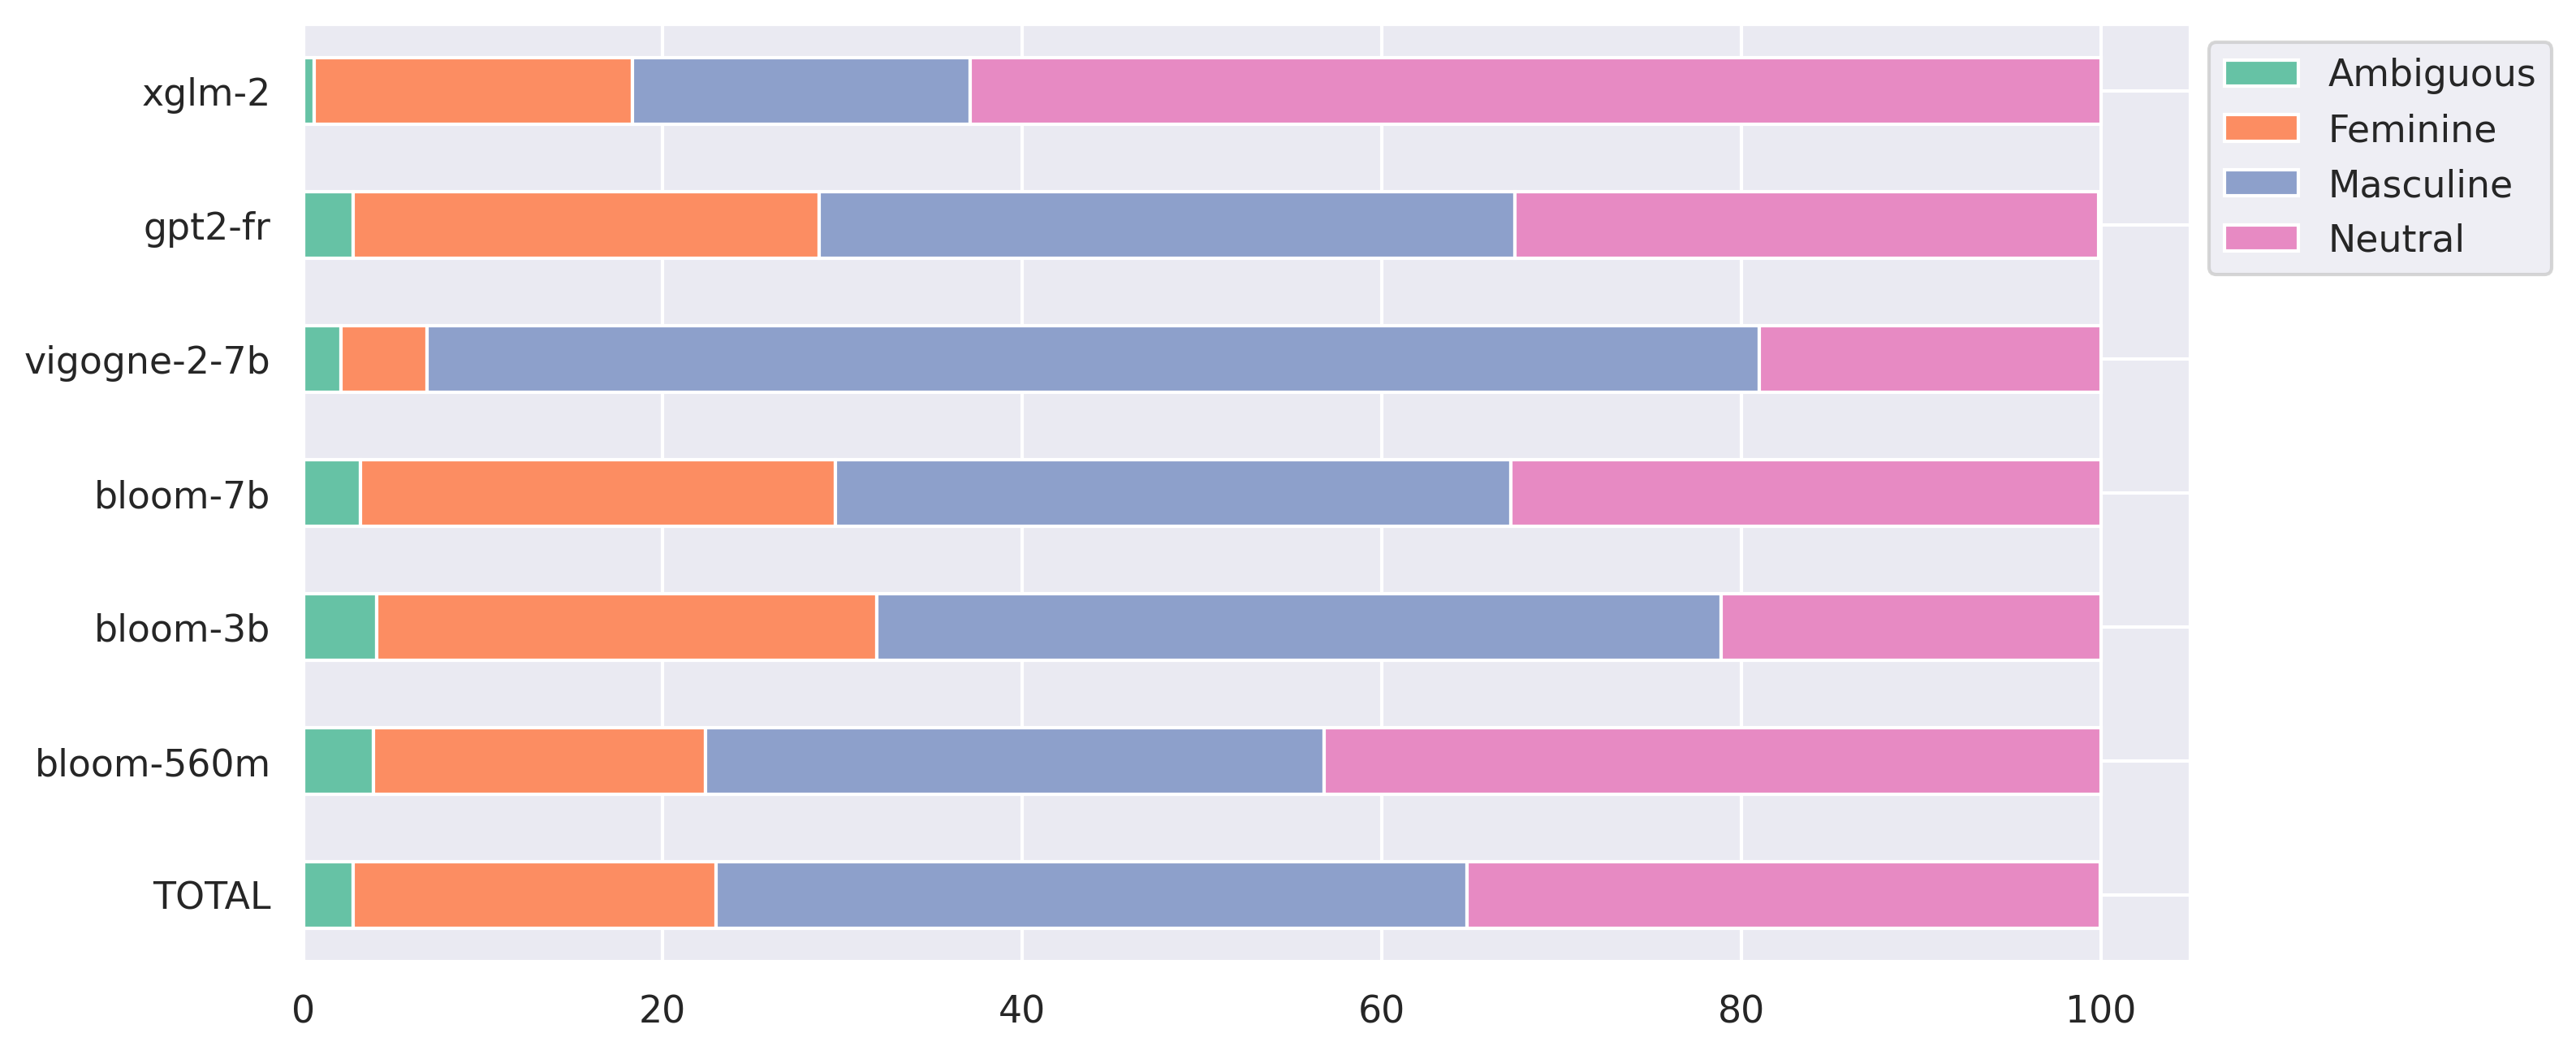 xglm-2
gpt2-fr
vigogne-2-7b
bloom-7b
bloom-3b
bloom-560m
TOTAL
0 20 40 60 80 100
Ambiguous
Feminine
Masculine
Neutral